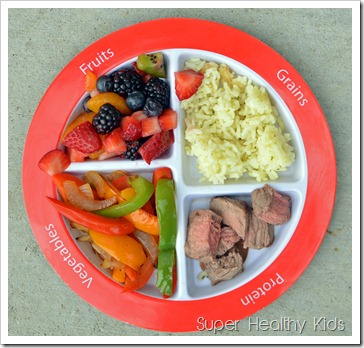 Fruits
Grains
Vegetables
Protein
Super Healthy Kids